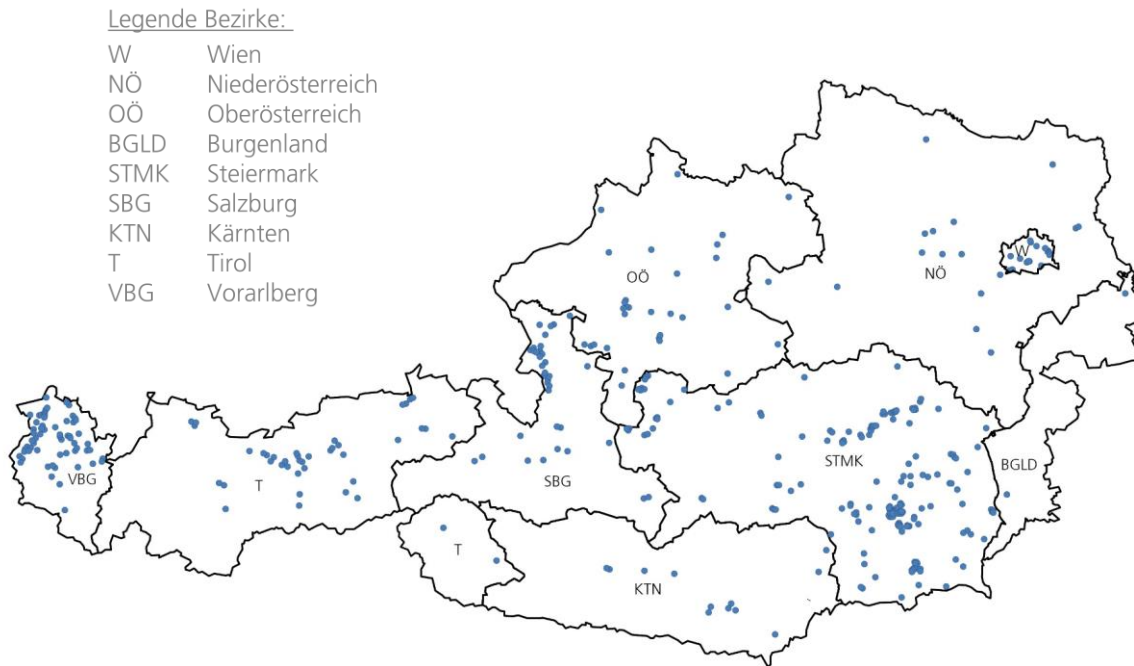 Legende Bezirke:
W Wien
NÖ Niederösterreich
OÖ Oberösterreich
BGLD Burgenland
STMK Steiermark
SBG Salzburg
KTN Kärnten
T Tirol
VBG Vorarlberg
W
OÖ
NÖ
STMK
BGLD
VBG
T
SBG
T
KTN